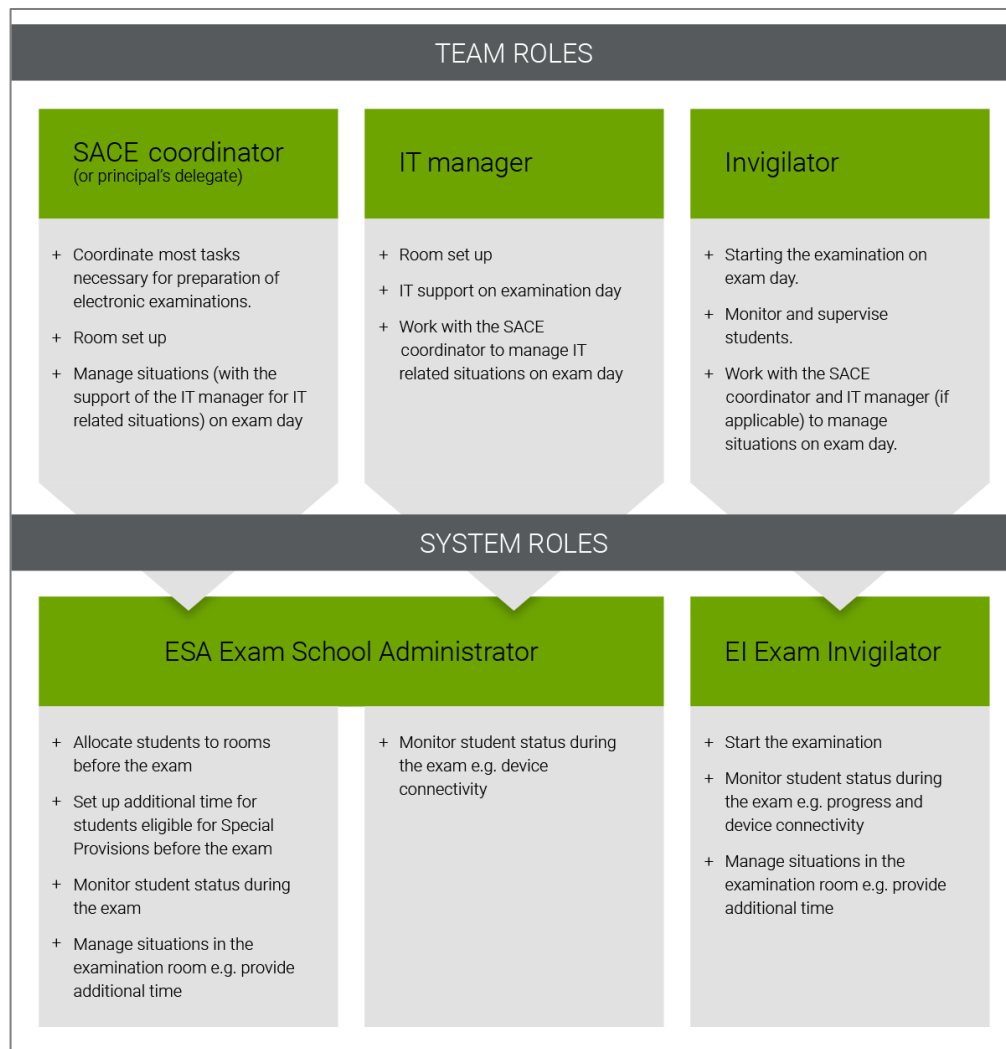 TEAM ROLES
SACE coordinator
(or principal's delegate)
+ Coordinate most tasks
necessary for preparation of
electronic examinations.
+ Room set up
+ Manage situations (with the
support of the IT manager for IT
related situations) on exam day
IT manager
+ Room set up
+ IT support on examination day
+ Work with the SACE
coordinator to manage IT
related situations on exam day
Invigilator
+ Starting the examination on
exam day.
+ Monitor and supervise
students.
+ Work with the SACE
coordinator and IT manager (if
applicable) to manage
situations on exam day.
SYSTEM ROLES
ESA Exam School Administrator
+ Allocate students to rooms
before the exam
+ Set up additional time for
students eligible for Special
Provisions before the exam
+ Monitor student status during
the exam
+ Manage situations in the
examination room e.g. provide
additional time
+ Monitor student status during
the exam e.g. device
connectivity
EI Exam Invigilator
+ Start the examination
+ Monitor student status during
the exam e.g. progress and
device connectivity
+ Manage situations in the
examination room e.g. provide
additional time